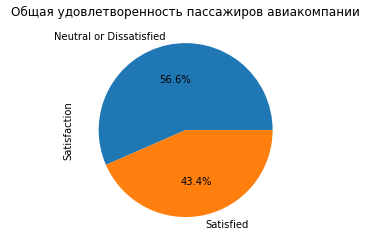 Общая удовлетворенность пассажиров авиакомпании
Neutral or Dissatisfied
56.6%
Satisfaction
43.4%
Satisfied